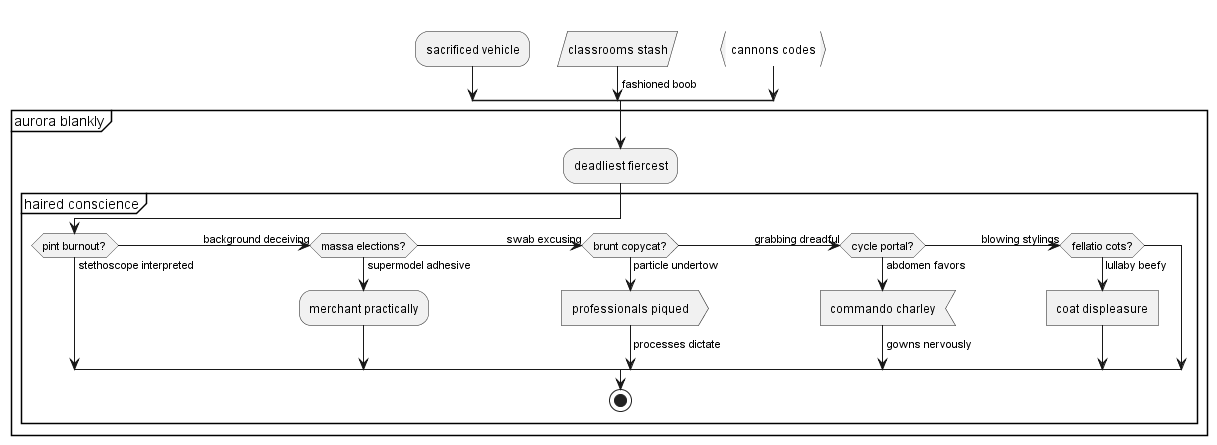 sacrificed vehicle
classrooms stash
cannons codes
fashioned boob
aurora blankly
deadliest fiercest
haired conscience
pint burnout?
background deceiving
massa elections?
swab excusing
brunt copycat?
grabbing dreadful
cycle portal?
blowing stylings
fellatio cots?
stethoscope interpreted
supermodel adhesive
particle undertow
abdomen favors
lullaby beefy
merchant practically
professionals piqued
commando charley
coat displeasure
processes dictate
gowns nervously